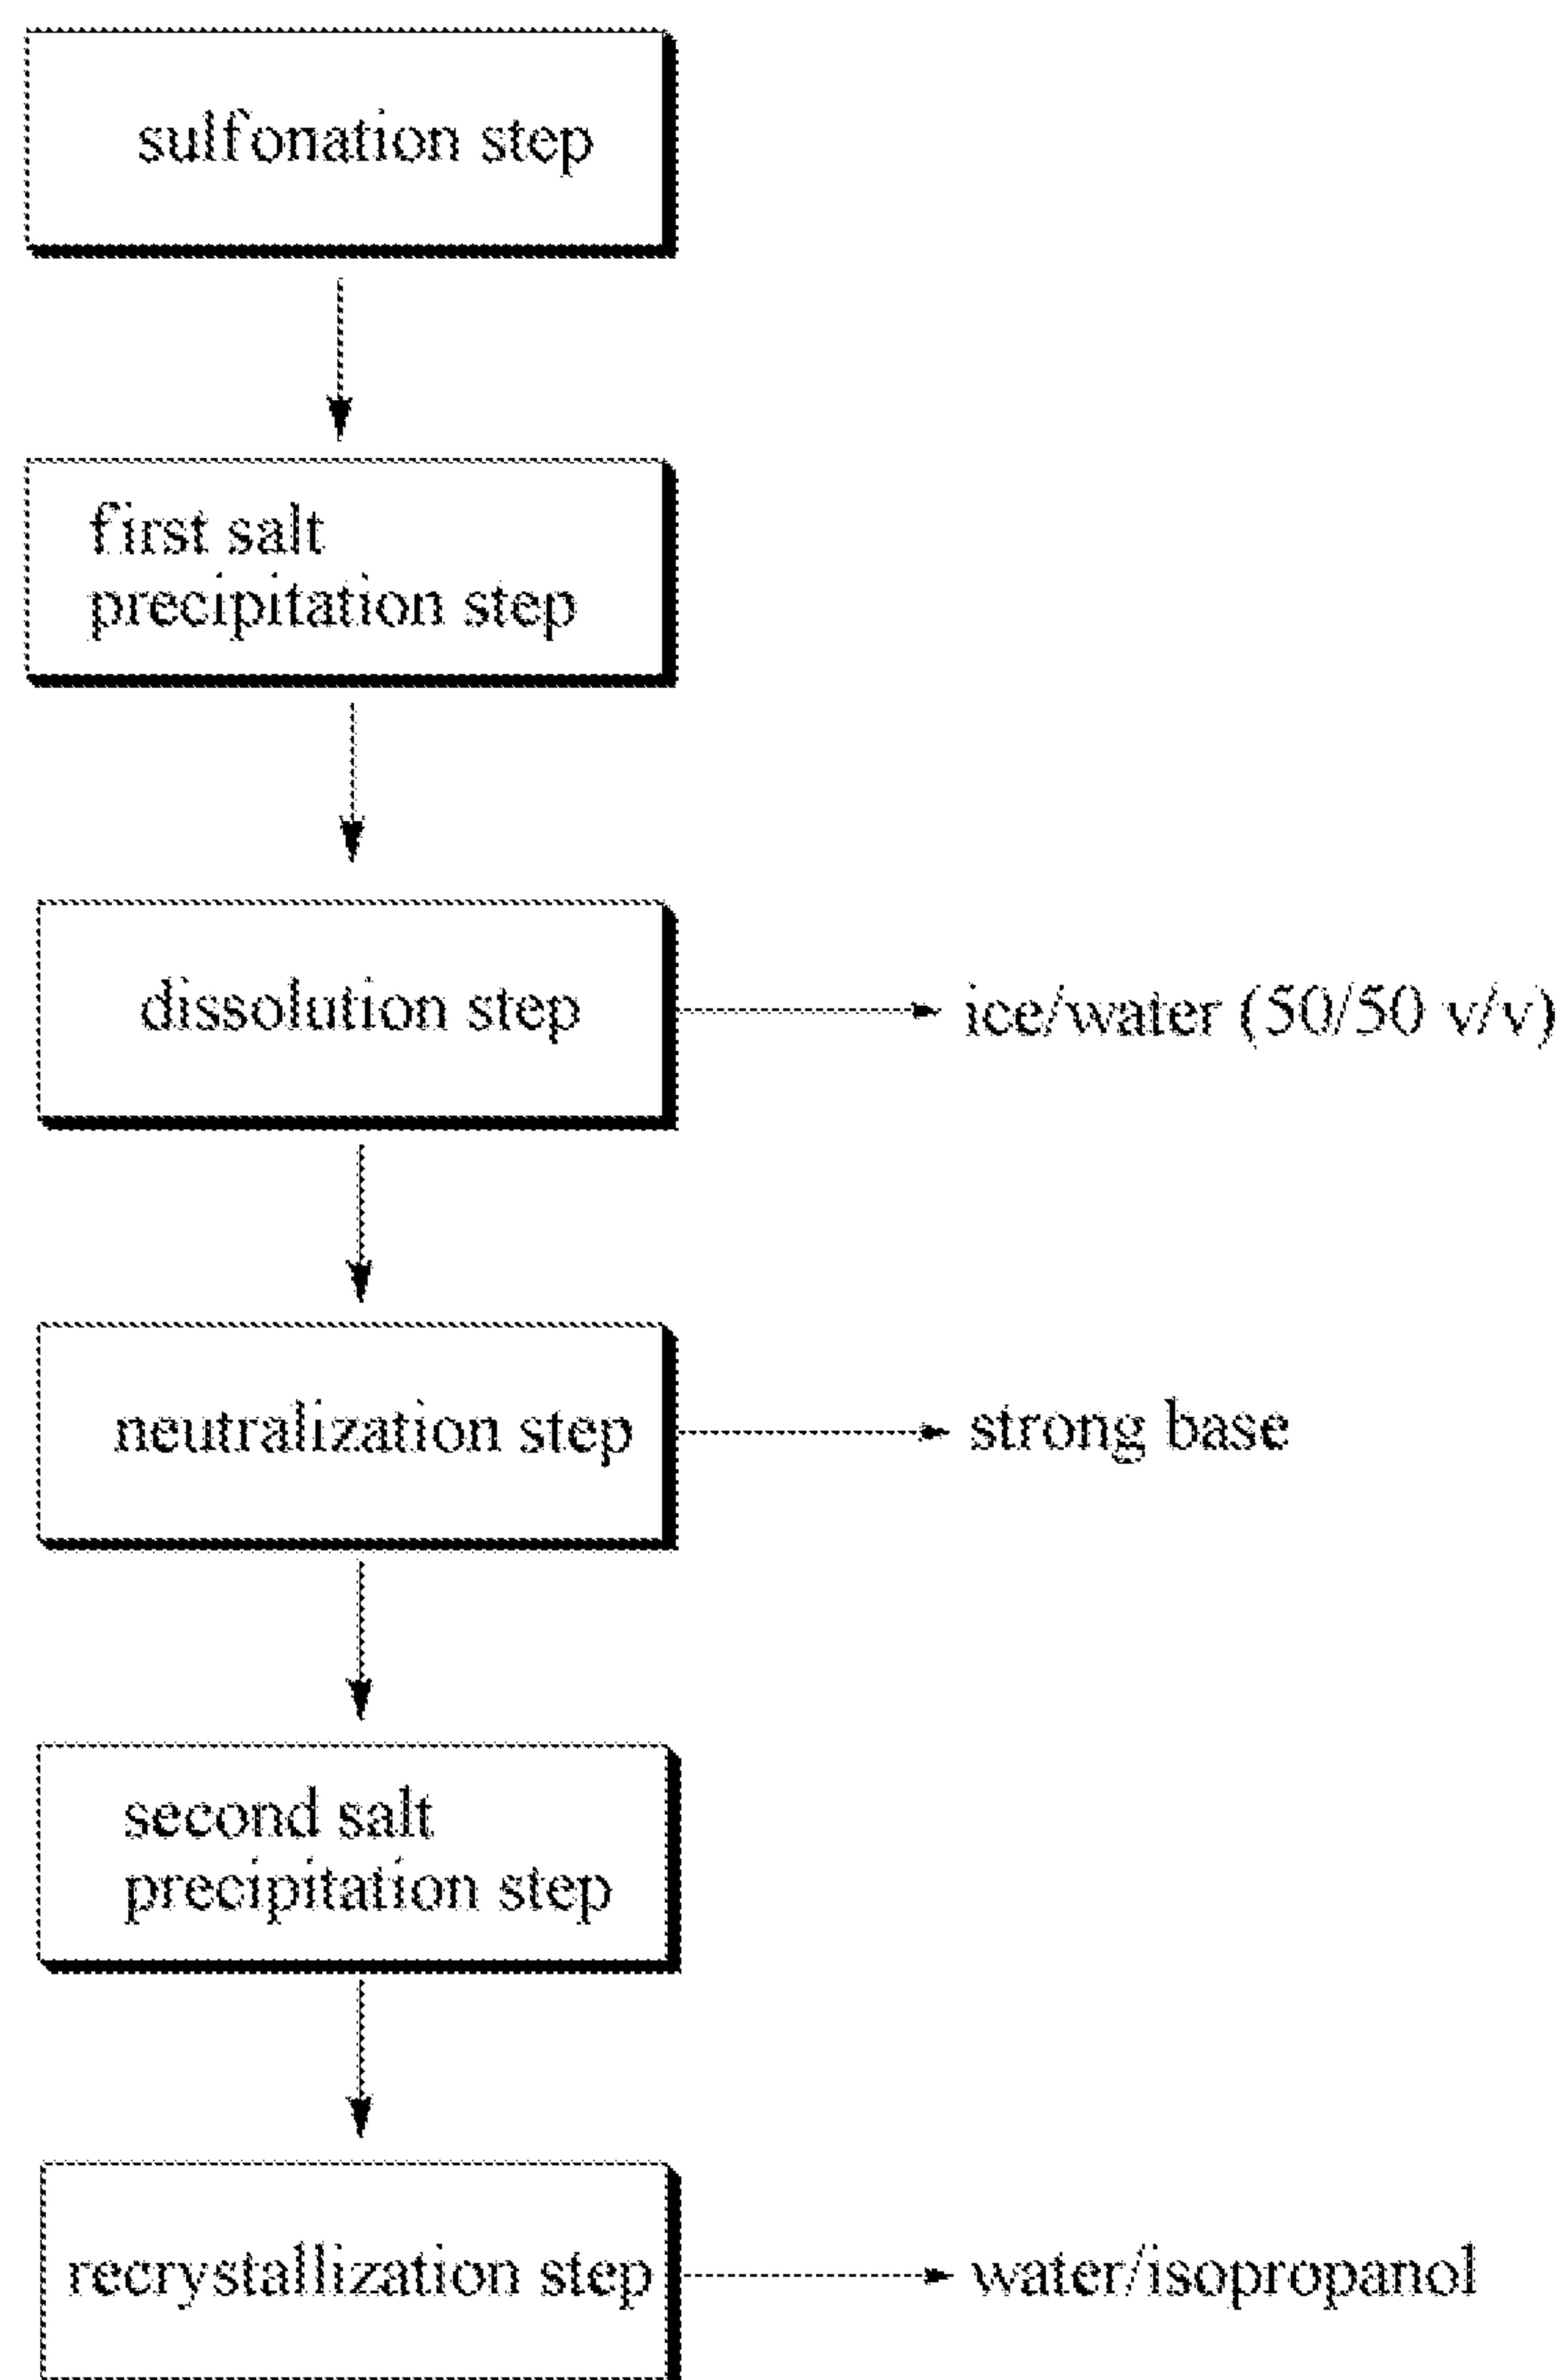 sulfonation step
first salt
precipitation step
dissolution step
ice/water (50/50 v/v)
neutralization step
strong base
second salt
precipitation step
recrystallization step
water/isopropanol